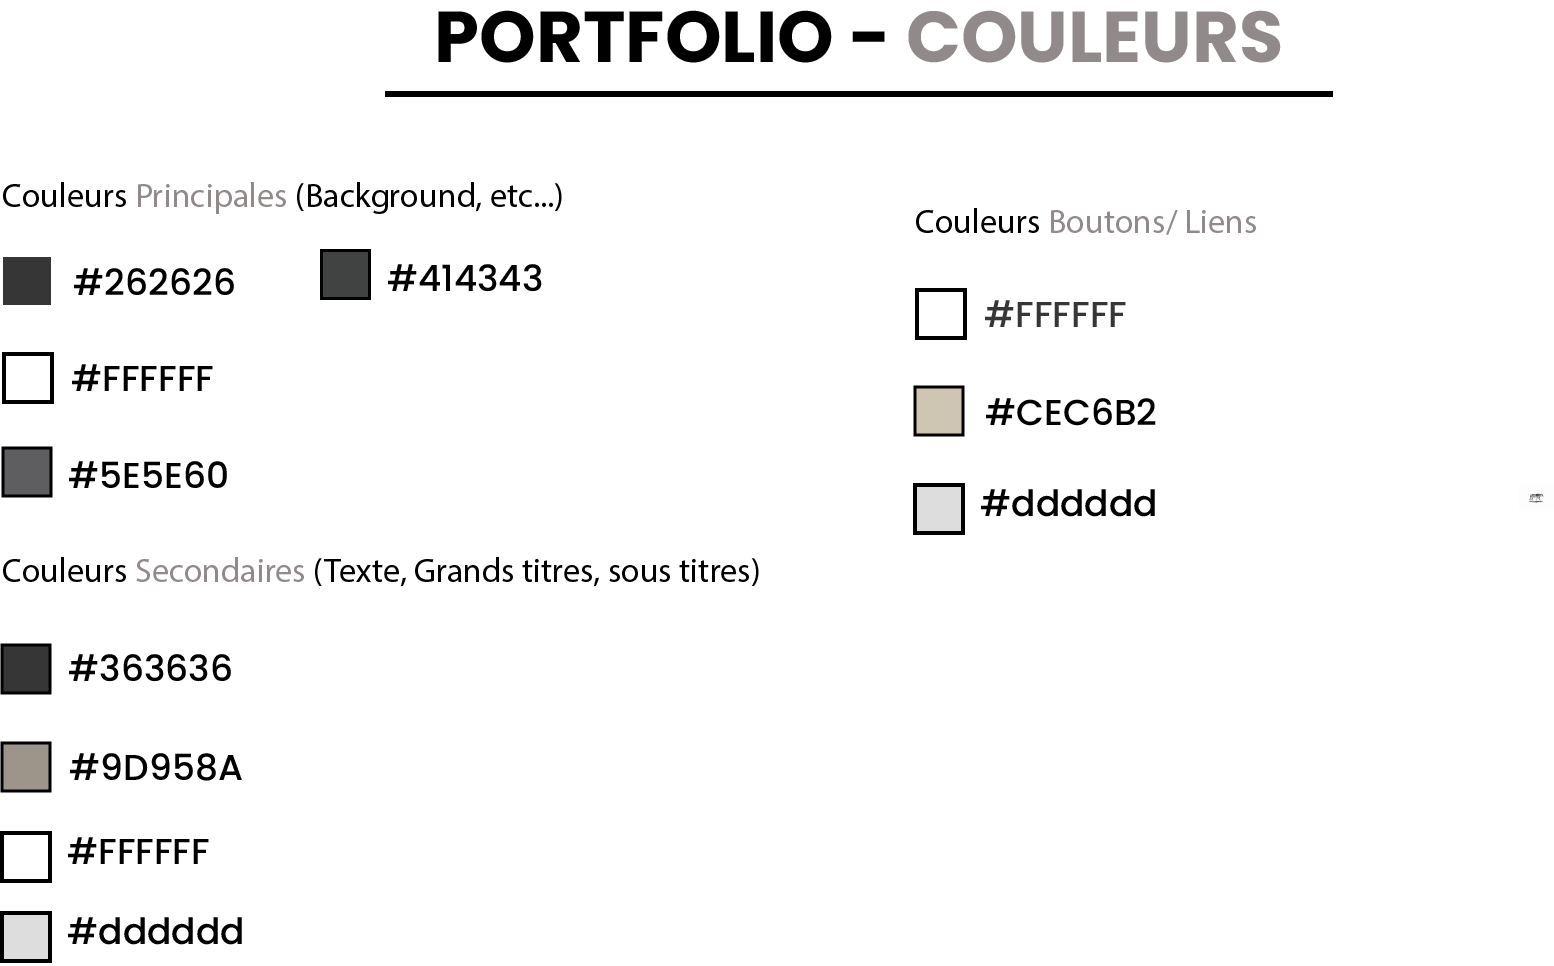 PORTFOLIO - COULEURS
Couleurs Principales (Background, etc...)
#262626
#414343
#FFFFFF
#5E5E60
Couleurs Secondaires (Texte, Grands titres, sous titres)
#363636
#9D958A
#FFFFFF
#dddddd
Couleurs Boutons/ Liens
#FFFFFF
#CEC6B2
#dddddd